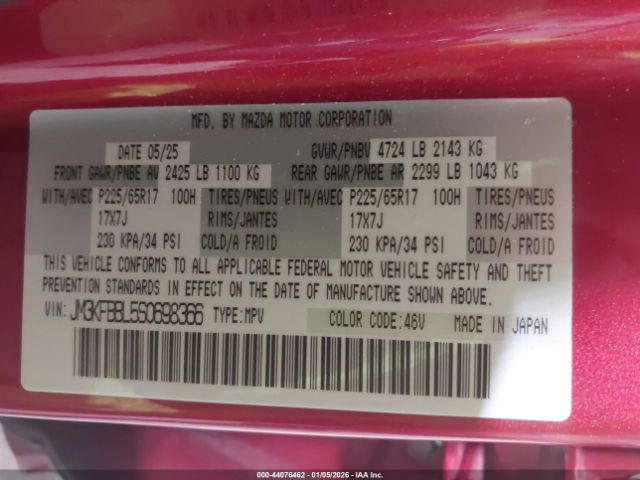 MFD. BY MAZDA MOTOR CORPORATION
DATE 05/25 GVWR/PNBV 4724 LB 2143 KG
FRONT GAWR/PNBE AV 2425 LB 1100 KG REAR GAWR/PNBE AR 2299 LB 1043 KG
WITH/AVEC P225/65R17 100H TIRES/PNEUS WITH/AVEC P225/65R17 100H TIRES/PNEUS
17X7J RIMS/JANTES 17X7J RIMS/JANTES
230 KPA/34 PSI COLD/A FROID 230 KPA/34 PSI COLD/A FROID
THIS VEHICLE CONFORMS TO ALL APPLICABLE FEDERAL MOTOR VEHICLE SAFETY AND THEFT
PREVENTION STANDARDS IN EFFECT ON THE DATE OF MANUFACTURE SHOWN ABOVE.
VIN: JM3KFBBL5S0698366 TYPE:MPV COLOR CODE:46V MADE IN JAPAN
000-44076462 - 01/05/2026 - IAA Inc.